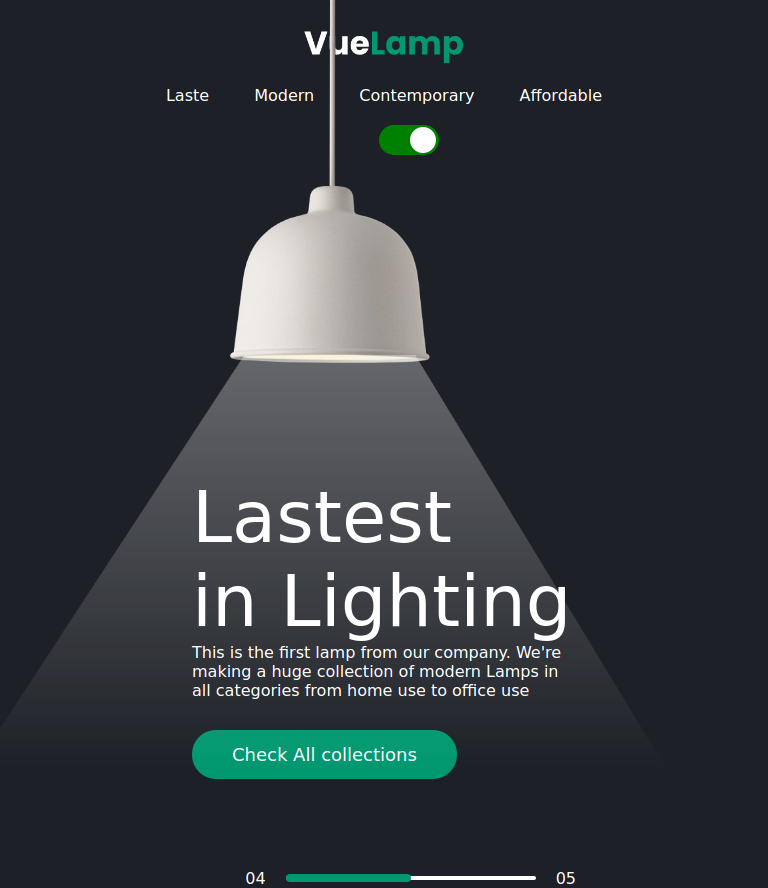 VueLamp
Laste Modern Contemporary Affordable
Lastest
in Lighting
This is the first lamp from our company. We're
making a huge collection of modern Lamps in
all categories from home use to office use
Check All collections
04 05